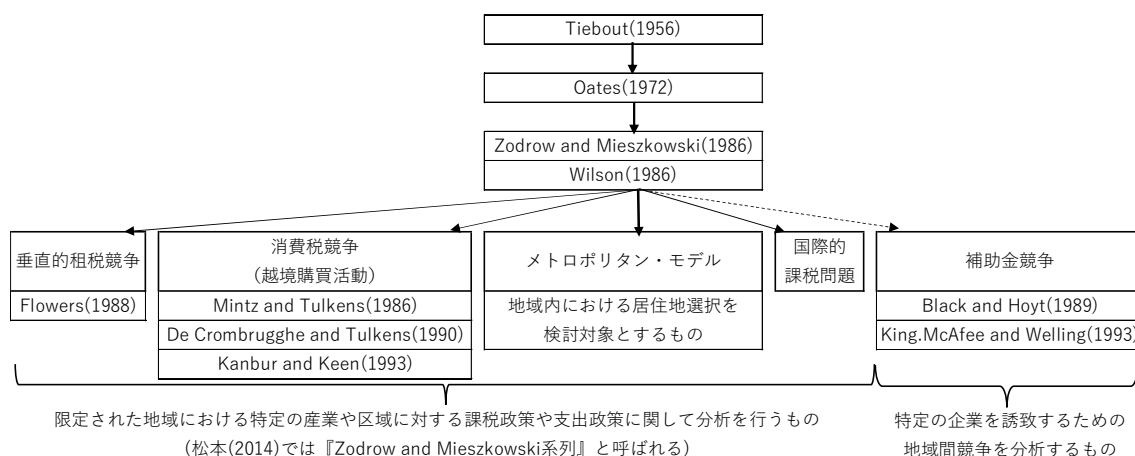 Tiebout(1956)
Oates(1972)
Zodrow and Mieszkowski(1986)
Wilson(1986)
垂直的租税競争
Flowers(1988)
消費税競争
(越境購買活動)
Mintz and Tulkens(1986)
De Crombrugghe and Tulkens(1990)
Kanbur and Keen(1993)
メトロポリタン・モデル
地域内における居住地選択を
検討対象とするもの
国際的
課税問題
補助金競争
Black and Hoyt(1989)
King.McAfee and Welling(1993)
限定された地域における特定の産業や区域に対する課税政策や支出政策に関して分析を行うもの
(松本(2014)では『Zodrow and Mieszkowski系列』と呼ばれる)
特定の企業を誘致するための
地域間競争を分析するもの